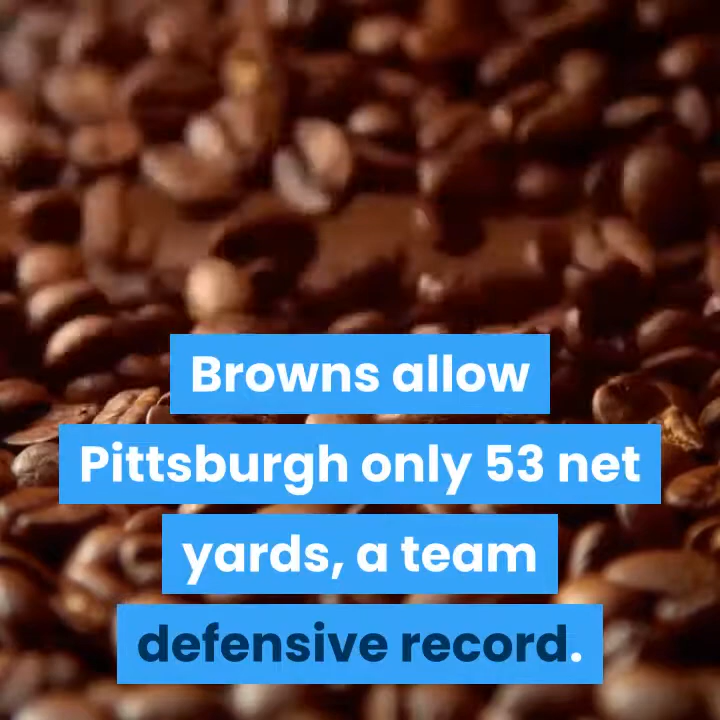 Browns allow
Pittsburgh only 53 net
yards, a team
defensive record.